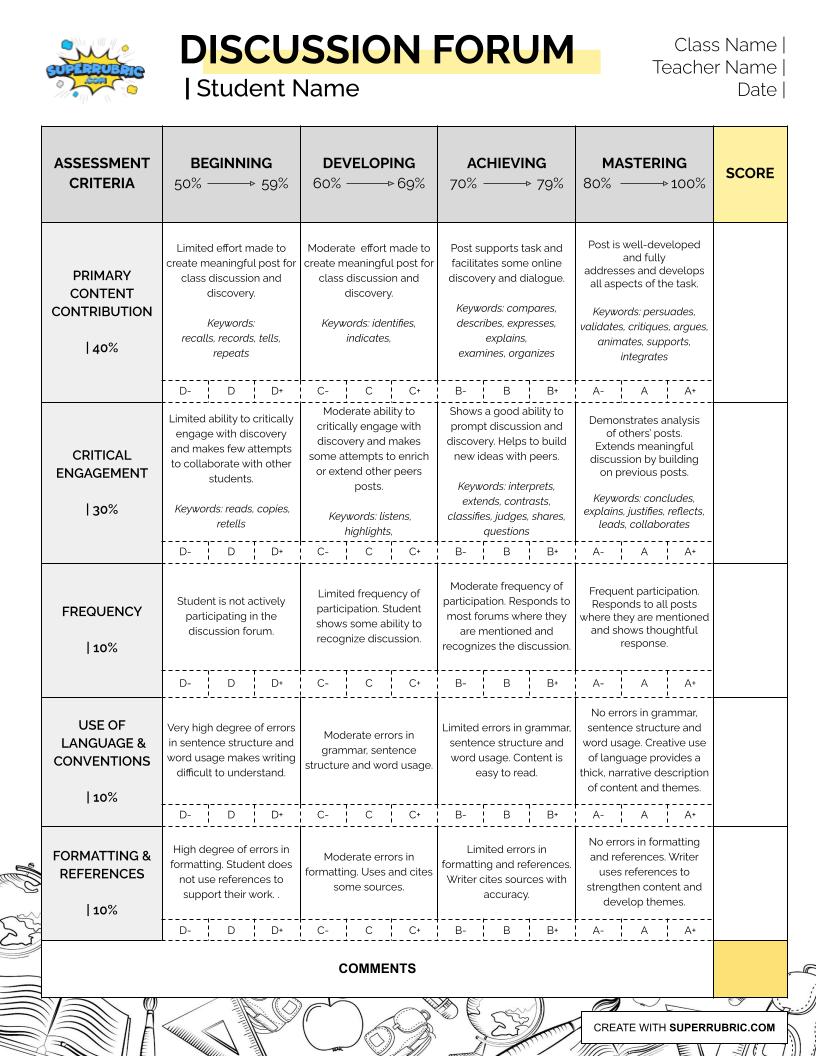 SUPERRUBRIC
.COM
DISCUSSION FORUM
| Student Name
Class Name |
Teacher Name |
Date |
ASSESSMENT
CRITERIA
BEGINNING
50% 59%
DEVELOPING
60% 69%
ACHIEVING
70% 79%
MASTERING
80% 100%
SCORE
PRIMARY
CONTENT
CONTRIBUTION
| 40%
Limited effort made to
create meaningful post for
class discussion and
discovery.
Keywords:
recalls, records, tells,
repeats
Moderate effort made to
create meaningful post for
class discussion and
discovery.
Keywords: identifies,
indicates,
Post supports task and
facilitates some online
discovery and dialogue.
Keywords: compares,
describes, expresses,
explains,
examines, organizes
Post is well-developed
and fully
addresses and develops
all aspects of the task.
Keywords: persuades,
validates, critiques, argues,
animates, supports,
integrates
D- D D+ C- C C+ B- B B+ A- A A+
CRITICAL
ENGAGEMENT
| 30%
Limited ability to critically
engage with discovery
and makes few attempts
to collaborate with other
students.
Keywords: reads, copies,
retells
Moderate ability to
critically engage with
discovery and makes
some attempts to enrich
or extend other peers
posts.
Keywords: listens,
highlights,
Shows a good ability to
prompt discussion and
discovery. Helps to build
new ideas with peers.
Keywords: interprets,
extends, contrasts,
classifies, judges, shares,
questions
Demonstrates analysis
of others' posts.
Extends meaningful
discussion by building
on previous posts.
Keywords: concludes,
explains, justifies, reflects,
leads, collaborates
D- D D+ C- C C+ B- B B+ A- A A+
FREQUENCY
| 10%
Student is not actively
participating in the
discussion forum.
Limited frequency of
participation. Student
shows some ability to
recognize discussion.
Moderate frequency of
participation. Responds to
most forums where they
are mentioned and
recognizes the discussion.
Frequent participation.
Responds to all posts
where they are mentioned
and shows thoughtful
response.
D- D D+ C- C C+ B- B B+ A- A A+
USE OF
LANGUAGE &
CONVENTIONS
| 10%
Very high degree of errors
in sentence structure and
word usage makes writing
difficult to understand.
Moderate errors in
grammar, sentence
structure and word usage.
Limited errors in grammar,
sentence structure and
word usage. Content is
easy to read.
No errors in grammar,
sentence structure and
word usage. Creative use
of language provides a
thick, narrative description
of content and themes.
D- D D+ C- C C+ B- B B+ A- A A+
FORMATTING &
REFERENCES
| 10%
High degree of errors in
formatting. Student does
not use references to
support their work. .
Moderate errors in
formatting. Uses and cites
some sources.
Limited errors in
formatting and references.
Writer cites sources with
accuracy.
No errors in formatting
and references. Writer
uses references to
strengthen content and
develop themes.
D- D D+ C- C C+ B- B B+ A- A A+
COMMENTS
CREATE WITH SUPERRUBRIC.COM